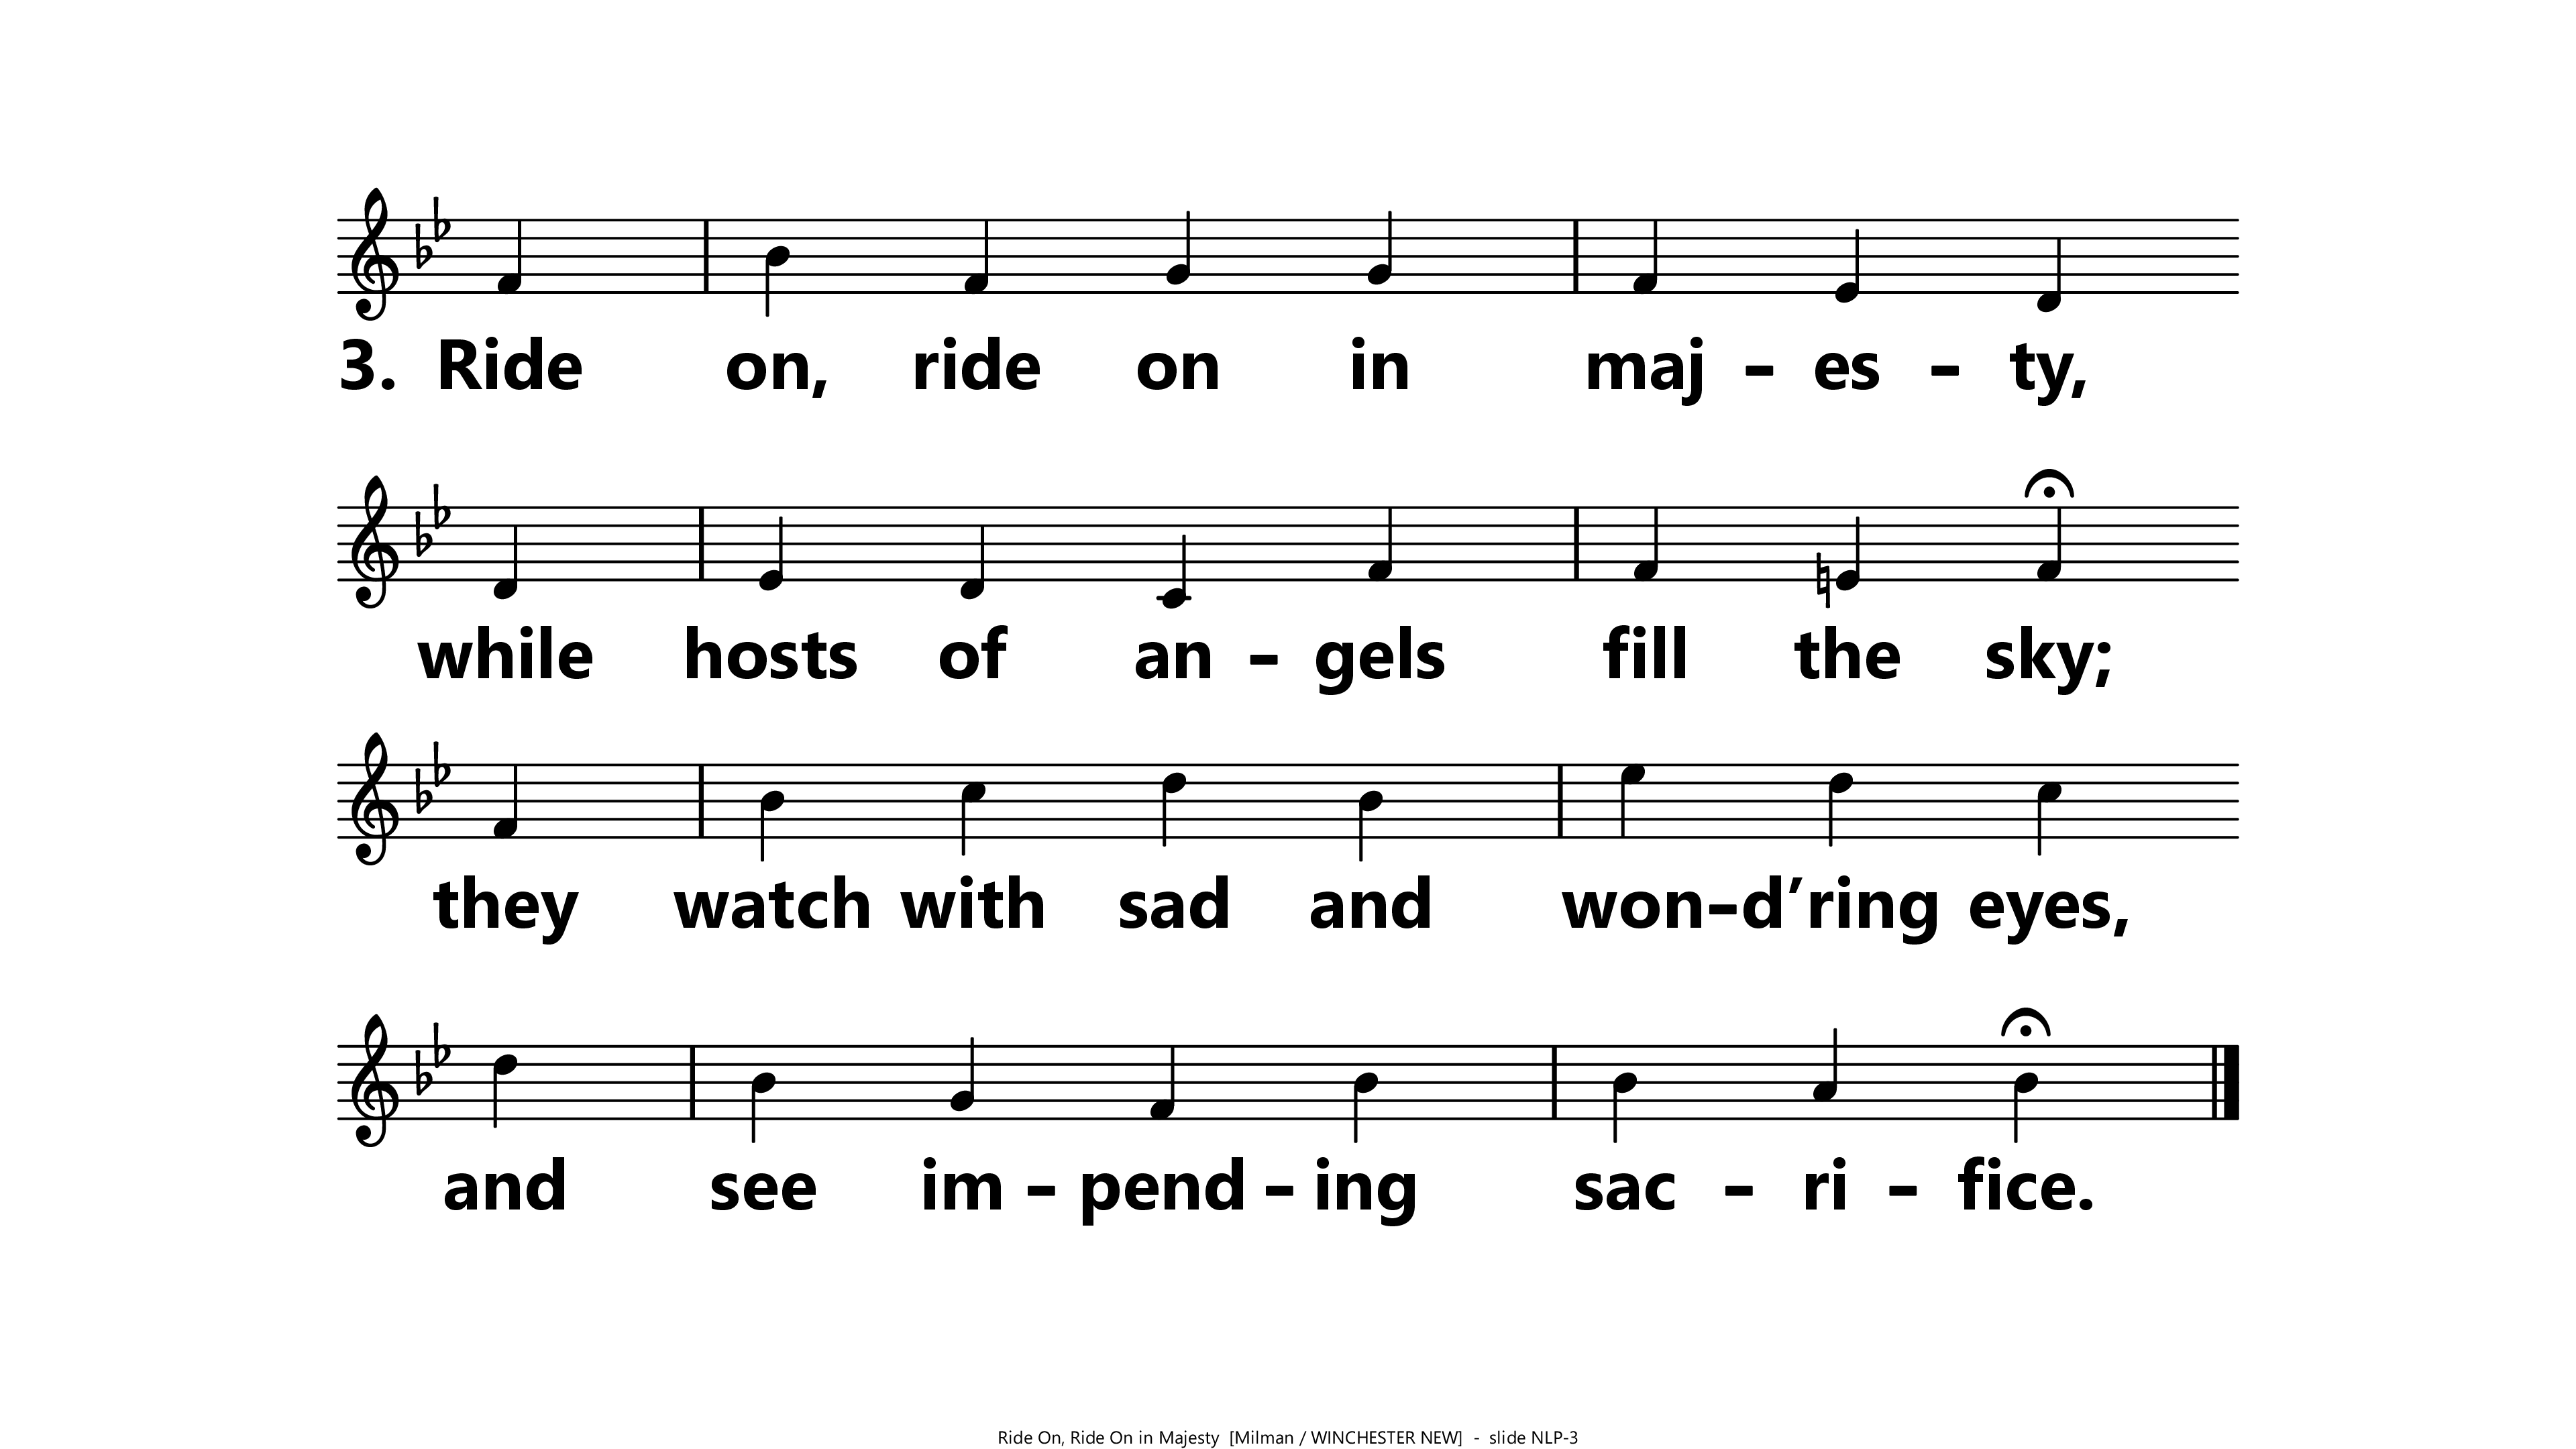 3. Ride on, ride on in maj - es - ty,
while hosts of an - gels fill the sky;
they watch with sad and won-d’ring eyes,
and see im - pend - ing sac - ri - fice.
Ride On, Ride On in Majesty [Milman / WINCHESTER NEW] - slide NLP-3